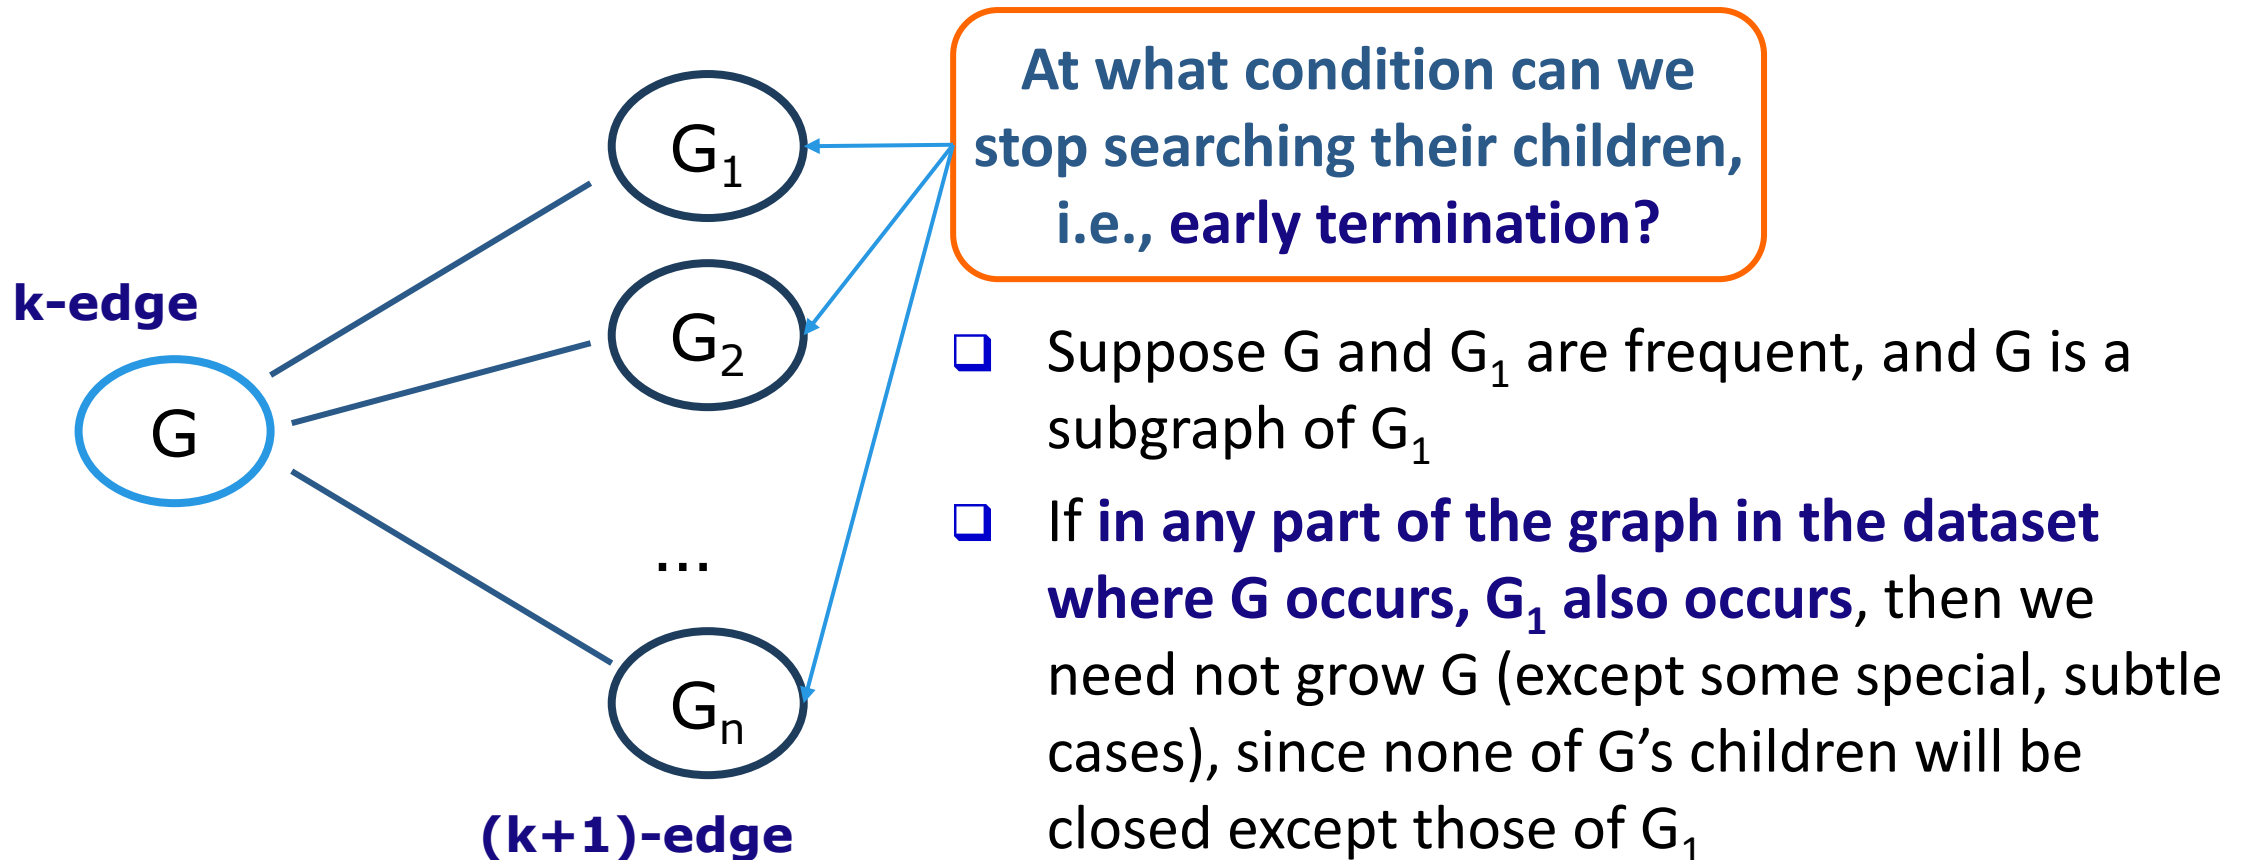 At what condition can we
stop searching their children,
i.e., early termination?
k-edge
G
G1
G2
...
Gn
(k+1)-edge
❑ Suppose G and G1 are frequent, and G is a
subgraph of G1
❑ If in any part of the graph in the dataset
where G occurs, G1 also occurs, then we
need not grow G (except some special, subtle
cases), since none of G’s children will be
closed except those of G1